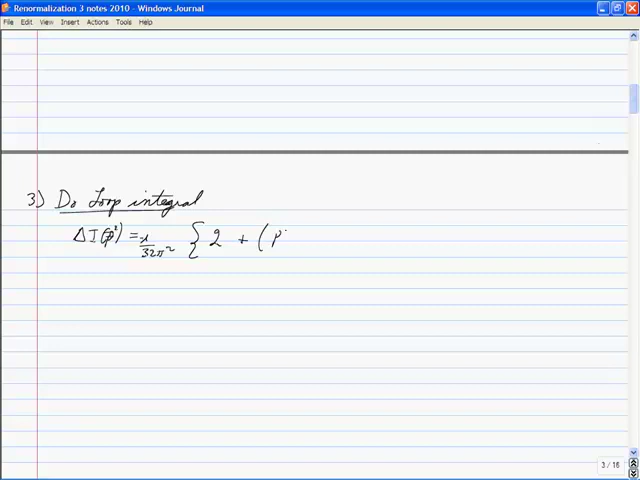 Renormalization 3 notes 2010 - Windows Journal
File Edit View Insert Actions Tools Help
3) Do Loop integral
ΔI(p²) = -i/32π² { 2 + ( p
3 / 16